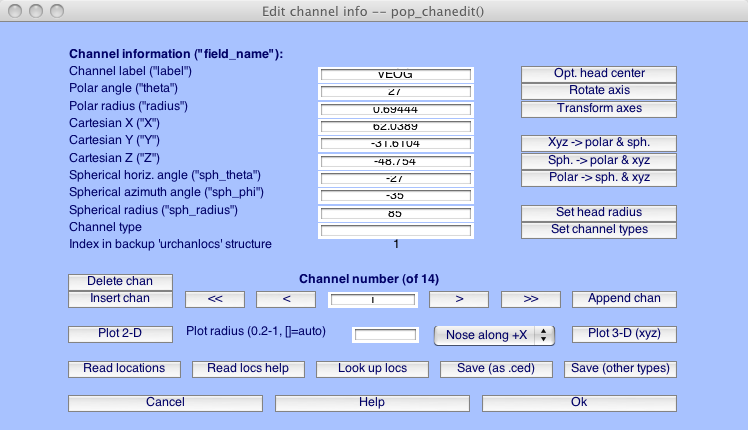 Edit channel info -- pop_chanedit()
Channel information ("field_name"):
Channel label ("label") VEOG Opt. head center
Polar angle ("theta") 27 Rotate axis
Polar radius ("radius") 0.69444 Transform axes
Cartesian X ("X") 62.0389
Cartesian Y ("Y") -31.6104 Xyz -> polar & sph.
Cartesian Z ("Z") -48.754 Sph. -> polar & xyz
Spherical horiz. angle ("sph_theta") -27 Polar -> sph. & xyz
Spherical azimuth angle ("sph_phi") -35
Spherical radius ("sph_radius") 85 Set head radius
Channel type Set channel types
Index in backup 'urchanlocs' structure 1
Delete chan Channel number (of 14)
Insert chan << < 1 > >> Append chan
Plot 2-D Plot radius (0.2-1, []=auto) Nose along +X Plot 3-D (xyz)
Read locations Read locs help Look up locs Save (as .ced) Save (other types)
Cancel Help Ok